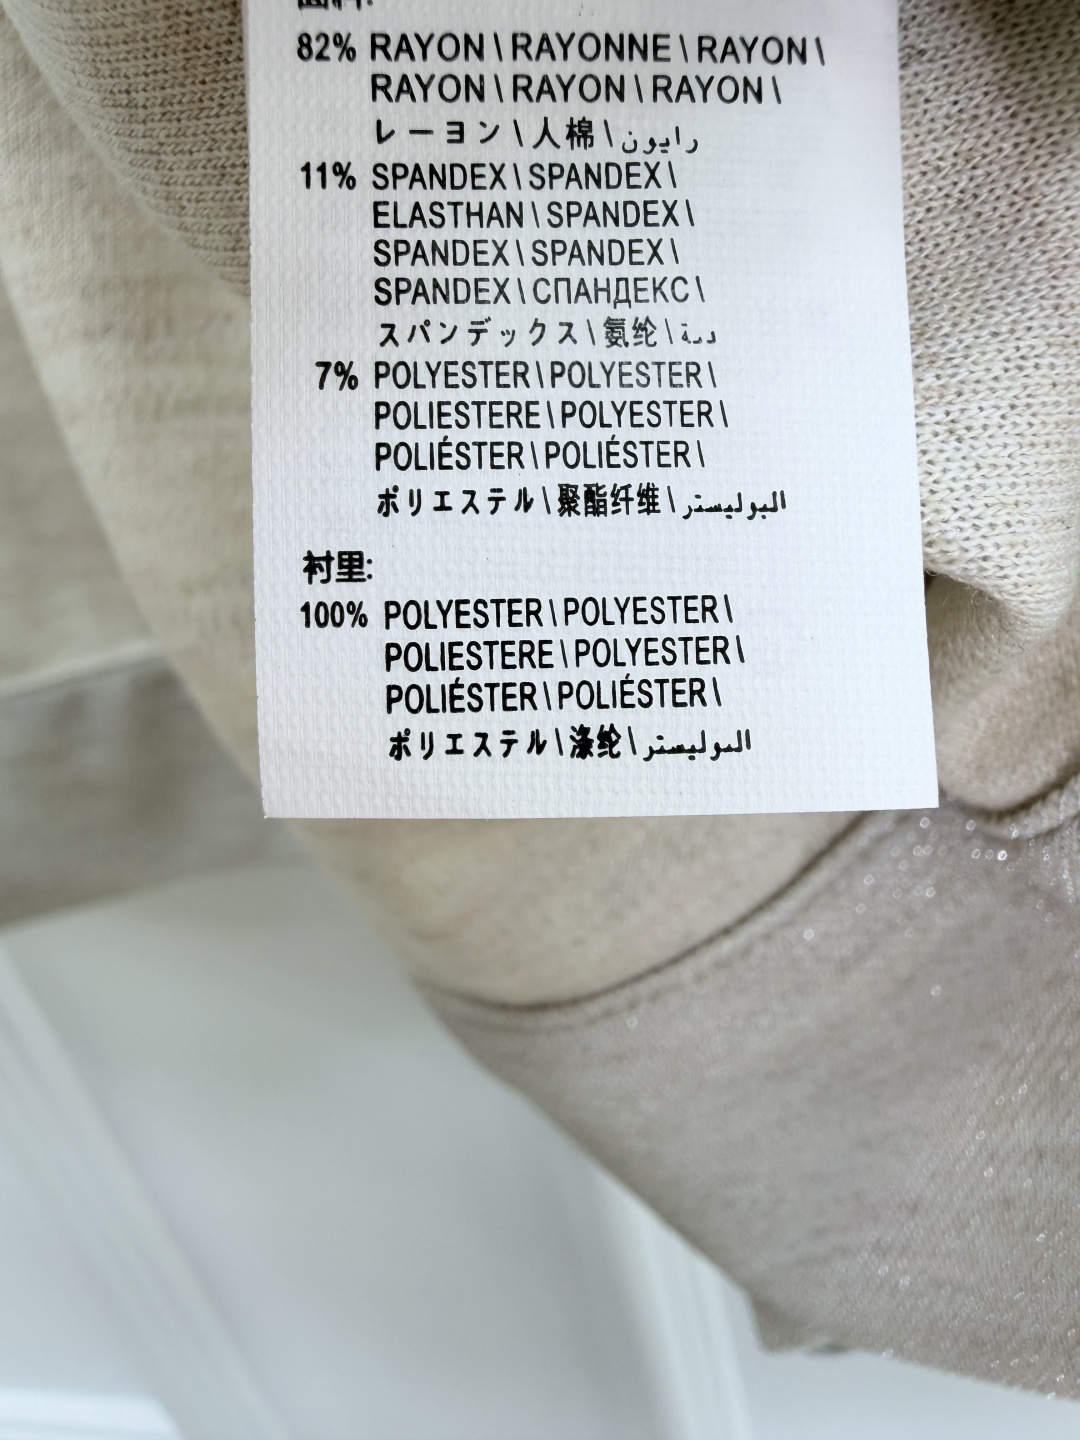 面料:
82% RAYON \ RAYONNE \ RAYON \
RAYON \ RAYON \ RAYON \
レーヨン \ 人棉 \ رايون
11% SPANDEX \ SPANDEX \
ELASTHAN \ SPANDEX \
SPANDEX \ SPANDEX \
SPANDEX \ СПАНДЕКС \
スパンデックス \ 氨纶 \
7% POLYESTER \ POLYESTER \
POLIESTERE \ POLYESTER \
POLIÉSTER \ POLIÉSTER \
ポリエステル \ 聚酯纤维 \ البوليستر
衬里:
100% POLYESTER \ POLYESTER \
POLIESTERE \ POLYESTER \
POLIÉSTER \ POLIÉSTER \
ポリエステル \ 涤纶 \ البوليستر